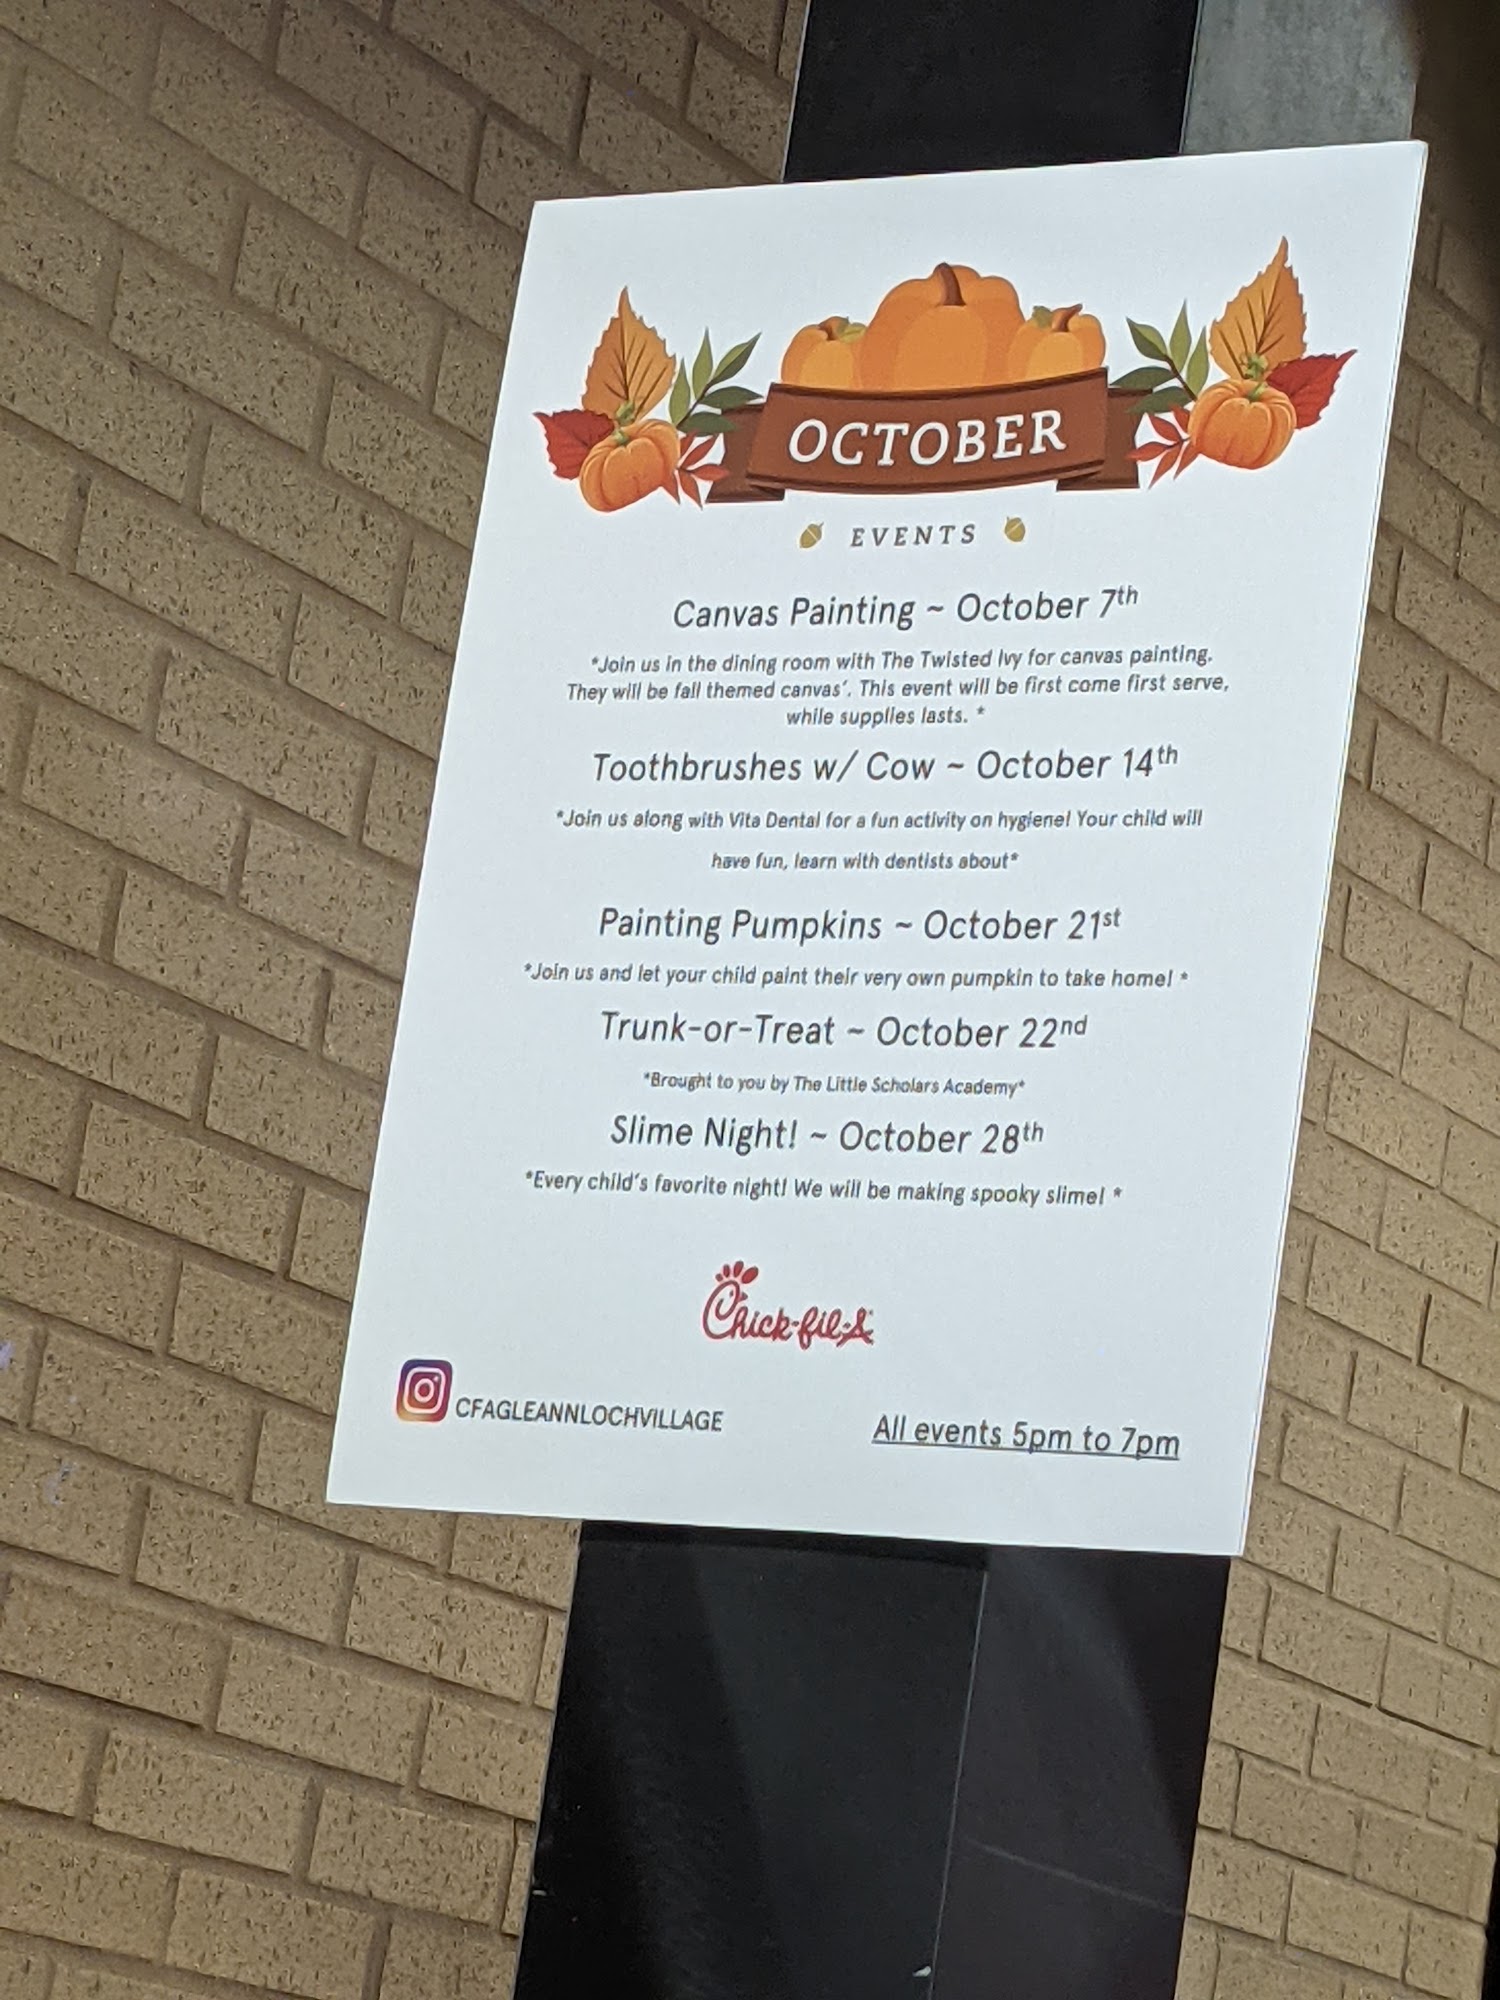 OCTOBER
EVENTS
Canvas Painting ~ October 7th
*Join us in the dining room with The Twisted Ivy for canvas painting.
They will be fall themed canvas'. This event will be first come first serve,
while supplies lasts. *
Toothbrushes w/ Cow ~ October 14th
*Join us along with Vita Dental for a fun activity on hygiene! Your child will
have fun, learn with dentists about*
Painting Pumpkins ~ October 21st
*Join us and let your child paint their very own pumpkin to take home! *
Trunk-or-Treat ~ October 22nd
*Brought to you by The Little Scholars Academy*
Slime Night! ~ October 28th
*Every child's favorite night! We will be making spooky slime! *
Chick-fil-A
CFAGLEANNLOCHVILLAGE
All events 5pm to 7pm